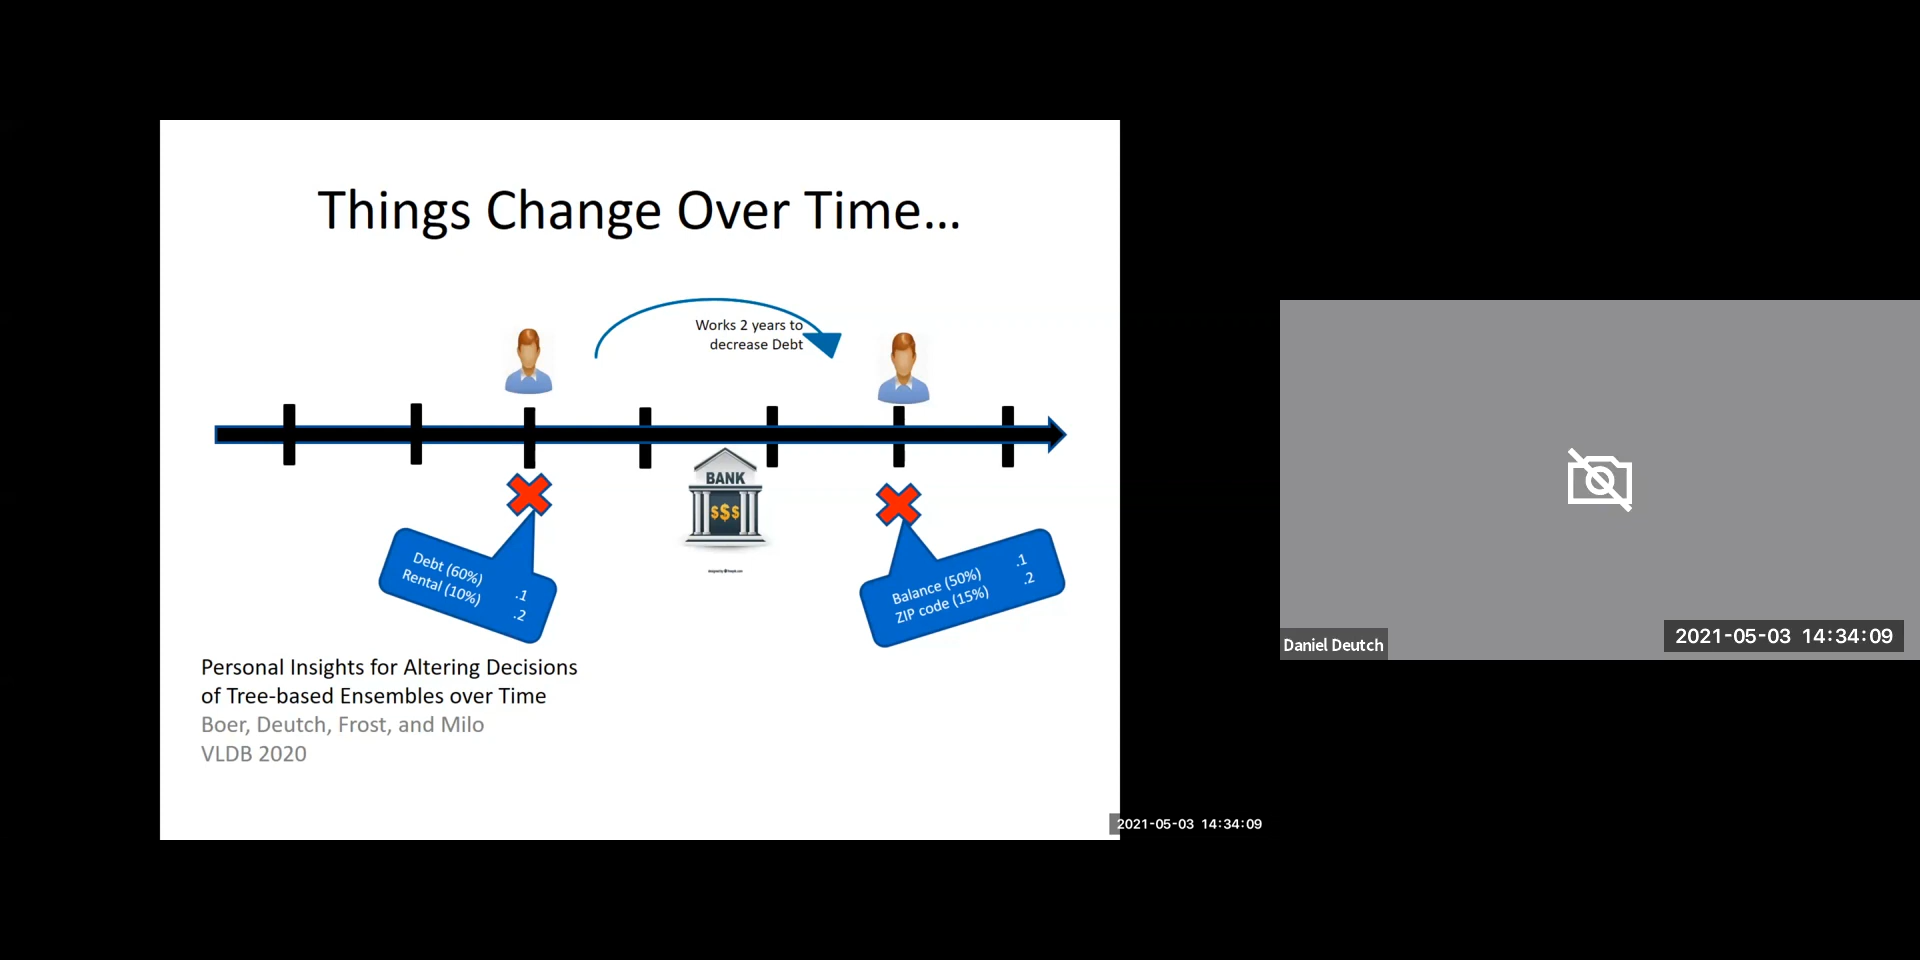 Things Change Over Time...
Works 2 years to
decrease Debt
BANK
$$$
Debt (60%) .1
Rental (10%) .2
Balance (50%) .1
ZIP code (15%) .2
Personal Insights for Altering Decisions
of Tree-based Ensembles over Time
Boer, Deutch, Frost, and Milo
VLDB 2020
2021-05-03 14:34:09
Daniel Deutch
2021-05-03 14:34:09